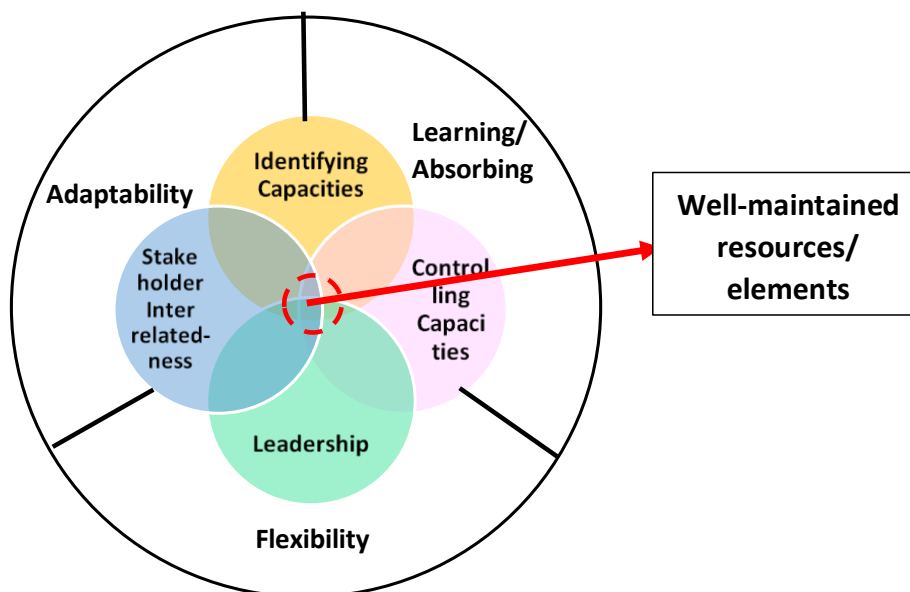 Identifying
Capacities
Learning/
Absorbing
Adaptability
Stake
holder
Inter
related-
ness
Control
ling
Capaci
ties
Well-maintained
resources/
elements
Leadership
Flexibility